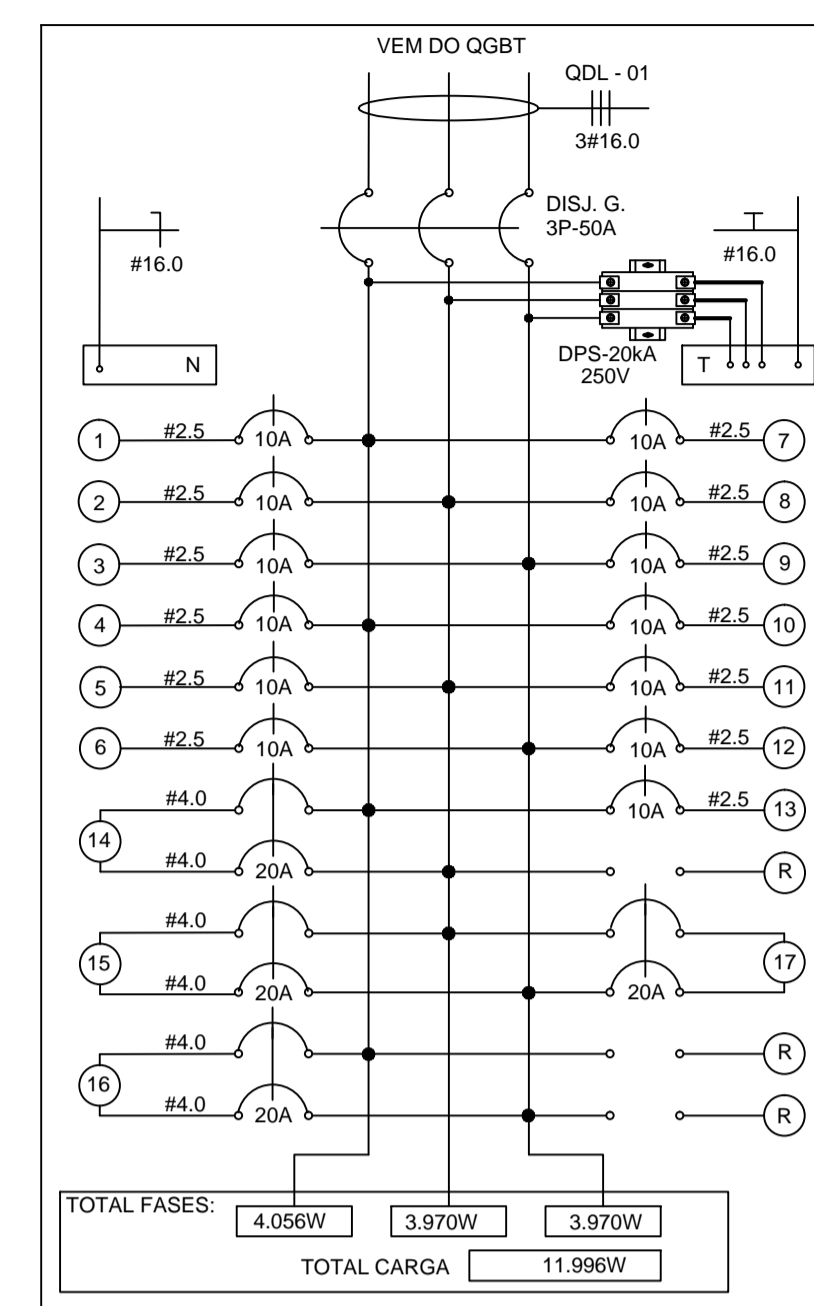 VEM DO QGBT
QDL - 01
3#16.0
DISJ. G.
3P-50A
#16.0
#16.0
DPS-20kA
250V
N
T
1 #2.5 10A 10A #2.5 7
2 #2.5 10A 10A #2.5 8
3 #2.5 10A 10A #2.5 9
4 #2.5 10A 10A #2.5 10
5 #2.5 10A 10A #2.5 11
6 #2.5 10A 10A #2.5 12
#4.0 10A #2.5 13
14
#4.0 20A R
#4.0
15 17
#4.0 20A 20A
#4.0 R
16
#4.0 20A R
TOTAL FASES:
4.056W 3.970W 3.970W
TOTAL CARGA 11.996W